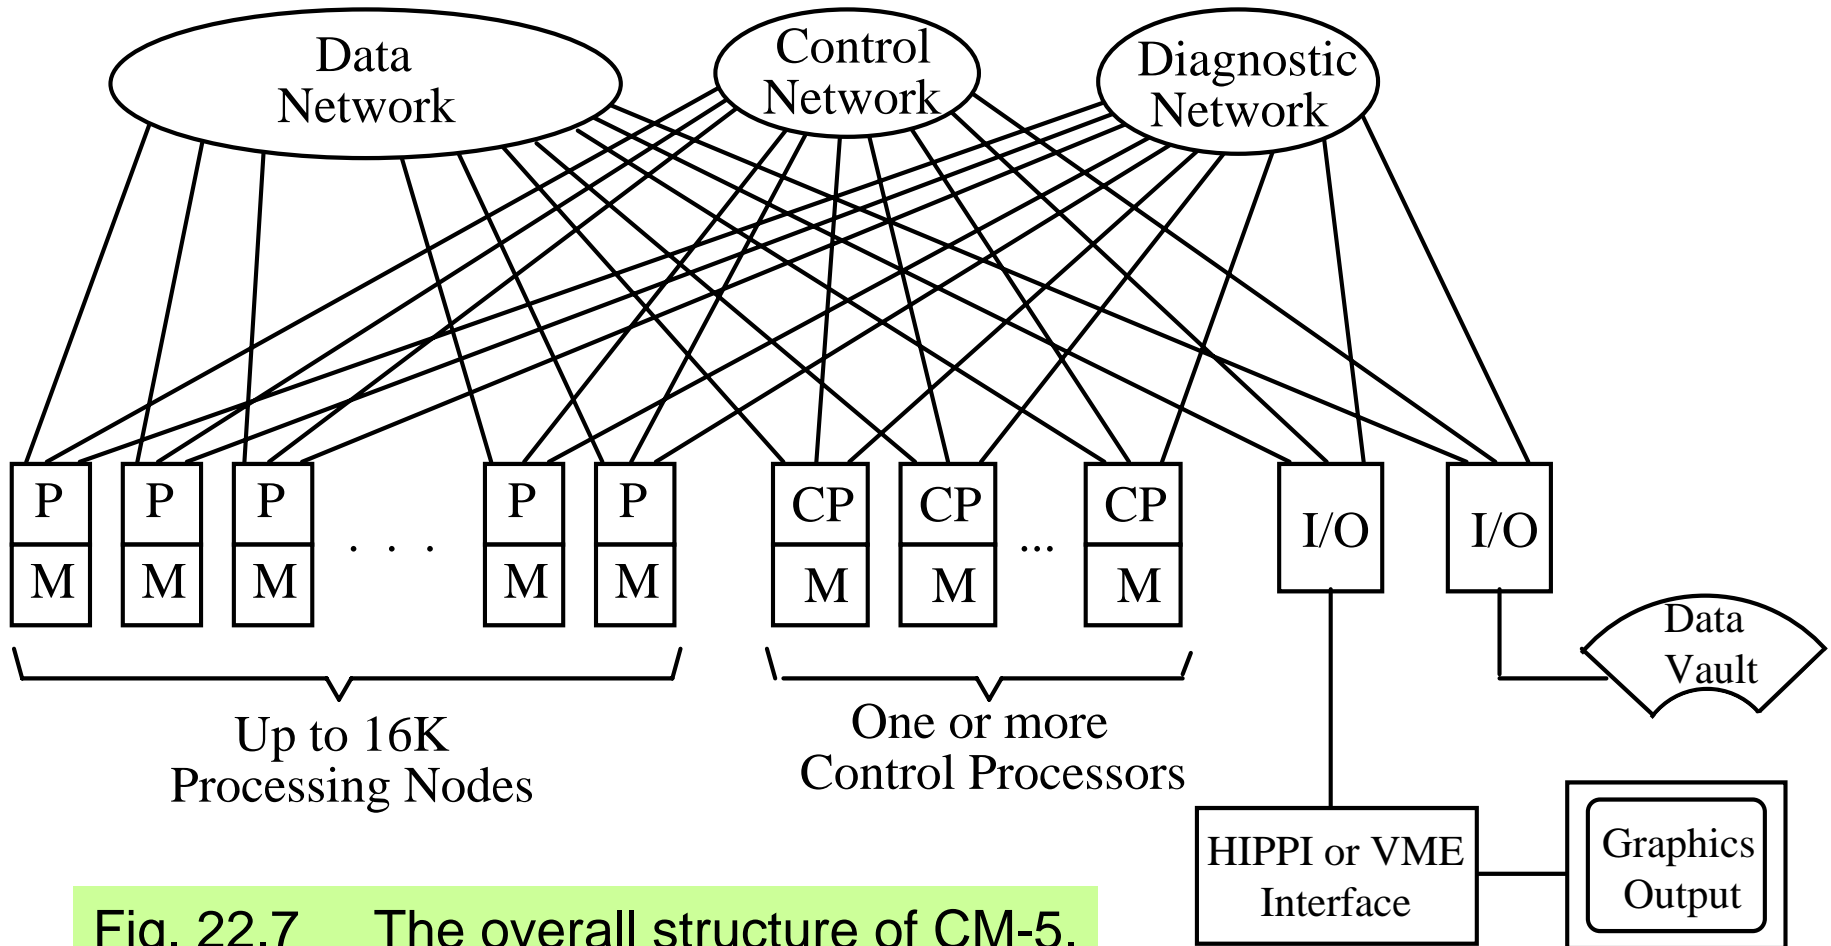 Data
Network
Control
Network
Diagnostic
Network
P
P
P
P
P
CP
CP
CP
I/O
I/O
. . .
...
M
M
M
M
M
M
M
M
Data
Vault
Up to 16K
Processing Nodes
One or more
Control Processors
HIPPI or VME
Interface
Graphics
Output
Fig. 22.7 The overall structure of CM-5.